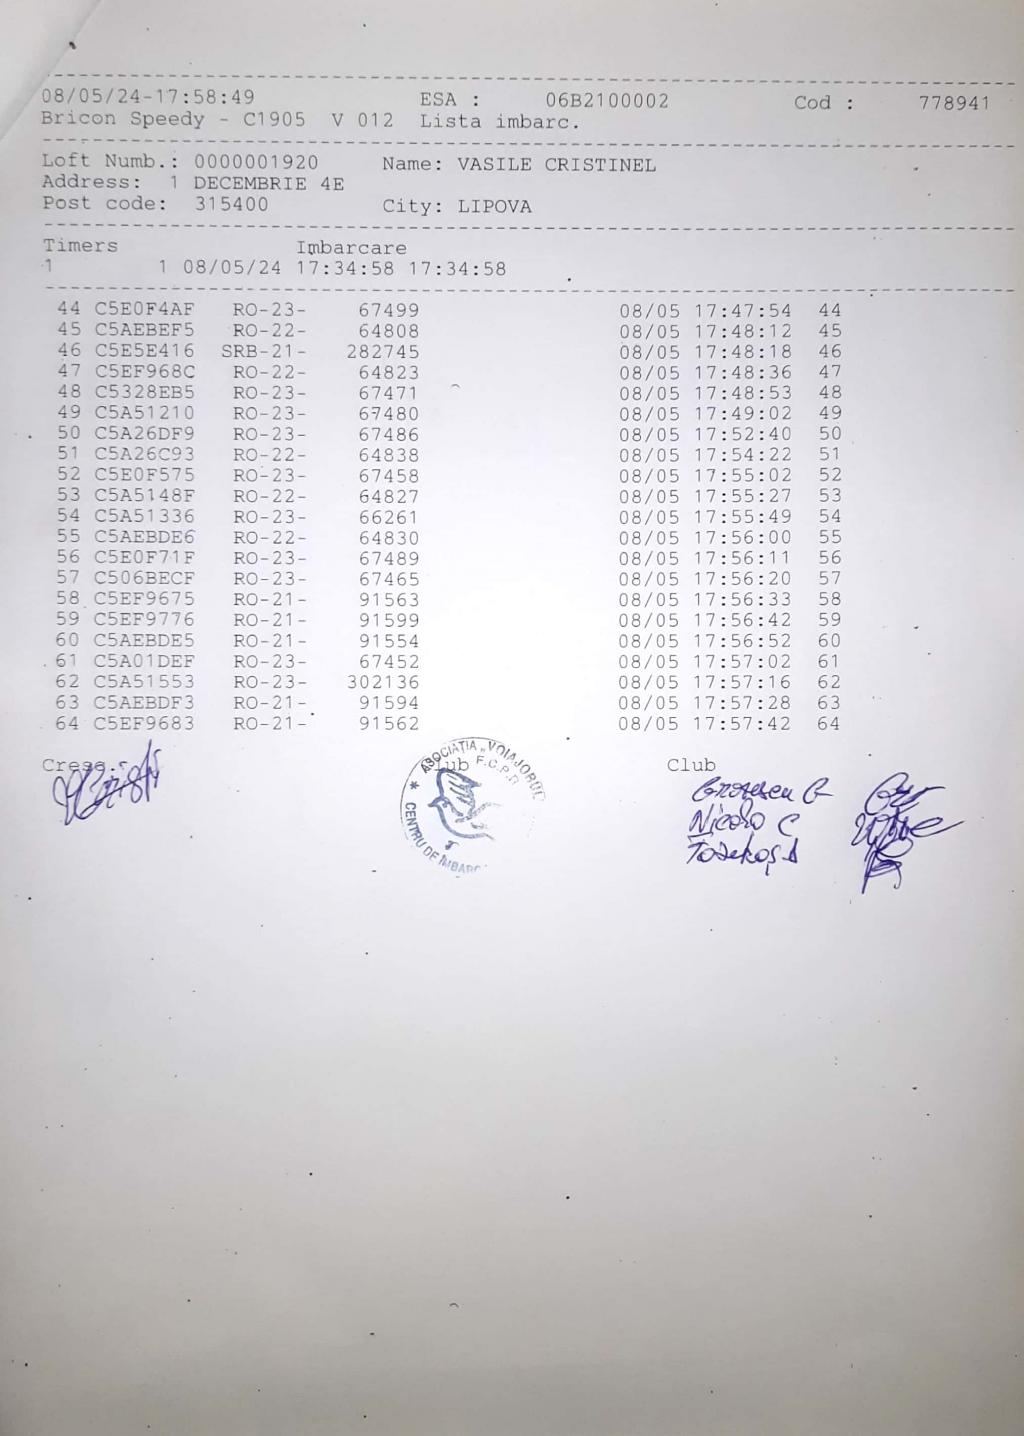 08/05/24-17:58:49 ESA : 06B2100002 Cod : 778941
Bricon Speedy - C1905 V 012 Lista imbarc.
Loft Numb.: 0000001920 Name: VASILE CRISTINEL
Address: 1 DECEMBRIE 4E
Post code: 315400 City: LIPOVA
Timers Imbarcare
1 1 08/05/24 17:34:58 17:34:58
44 C5E0F4AF RO-23- 67499 08/05 17:47:54 44
45 C5AEBEF5 RO-22- 64808 08/05 17:48:12 45
46 C5E5E416 SRB-21- 282745 08/05 17:48:18 46
47 C5EF968C RO-22- 64823 08/05 17:48:36 47
48 C5328EB5 RO-23- 67471 08/05 17:48:53 48
49 C5A51210 RO-23- 67480 08/05 17:49:02 49
50 C5A26DF9 RO-23- 67486 08/05 17:52:40 50
51 C5A26C93 RO-22- 64838 08/05 17:54:22 51
52 C5E0F575 RO-23- 67458 08/05 17:55:02 52
53 C5A5148F RO-22- 64827 08/05 17:55:27 53
54 C5A51336 RO-23- 66261 08/05 17:55:49 54
55 C5AEBDE6 RO-22- 64830 08/05 17:56:00 55
56 C5E0F71F RO-23- 67489 08/05 17:56:11 56
57 C506BECF RO-23- 67465 08/05 17:56:20 57
58 C5EF9675 RO-21- 91563 08/05 17:56:33 58
59 C5EF9776 RO-21- 91599 08/05 17:56:42 59
60 C5AEBDE5 RO-21- 91554 08/05 17:56:52 60
61 C5A01DEF RO-23- 67452 08/05 17:57:02 61
62 C5A51553 RO-23- 302136 08/05 17:57:16 62
63 C5AEBDF3 RO-21- 91594 08/05 17:57:28 63
64 C5EF9683 RO-21- 91562 08/05 17:57:42 64
Cresc. Club Club
ASOCIAȚIA „VOIAJORUL
F.C.P.R
CENTRU DE ÎMBARC
Nicolo C